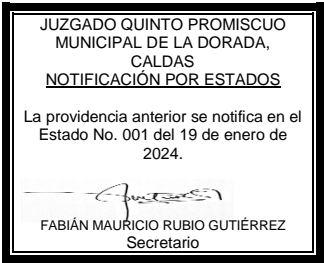 JUZGADO QUINTO PROMISCUO
MUNICIPAL DE LA DORADA,
CALDAS
NOTIFICACIÓN POR ESTADOS
La providencia anterior se notifica en el
Estado No. 001 del 19 de enero de
2024.
FABIÁN MAURICIO RUBIO GUTIÉRREZ
Secretario